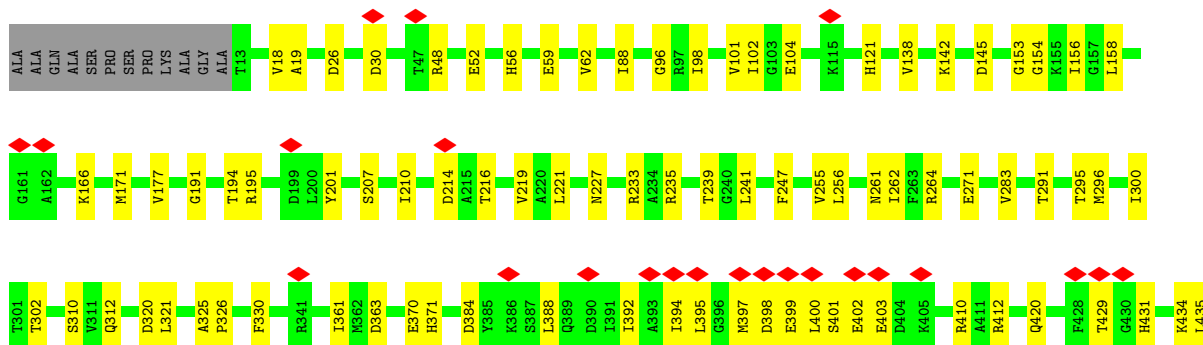 ALA ALA GLN ALA SER PRO SER PRO LYS ALA GLY ALA T13 V18 A19 D26 D30 T47 R48 E52 H56 E59 V62 I88 G96 R97 I98 V101 I102 G103 E104 K115 H121 V138 K142 D145 G153 G154 K155 I156 G157 L158
G161 A162 K166 M171 V177 G191 T194 R195 D199 L200 Y201 S207 I210 D214 A215 T216 V219 A220 L221 N227 R233 A234 R235 T239 G240 L241 F247 V255 L256 N261 I262 F263 R264 E271 V283 T291 T295 M296 I300
T301 T302 S310 V311 Q312 D320 L321 A325 P326 F330 R341 I361 M362 D363 E370 H371 D384 Y385 K386 S387 L388 Q389 D390 I391 I392 A393 I394 L395 G396 M397 D398 E399 L400 S401 E402 E403 D404 K405 R410 A411 R412 Q420 F428 T429 G430 H431 K434 L435